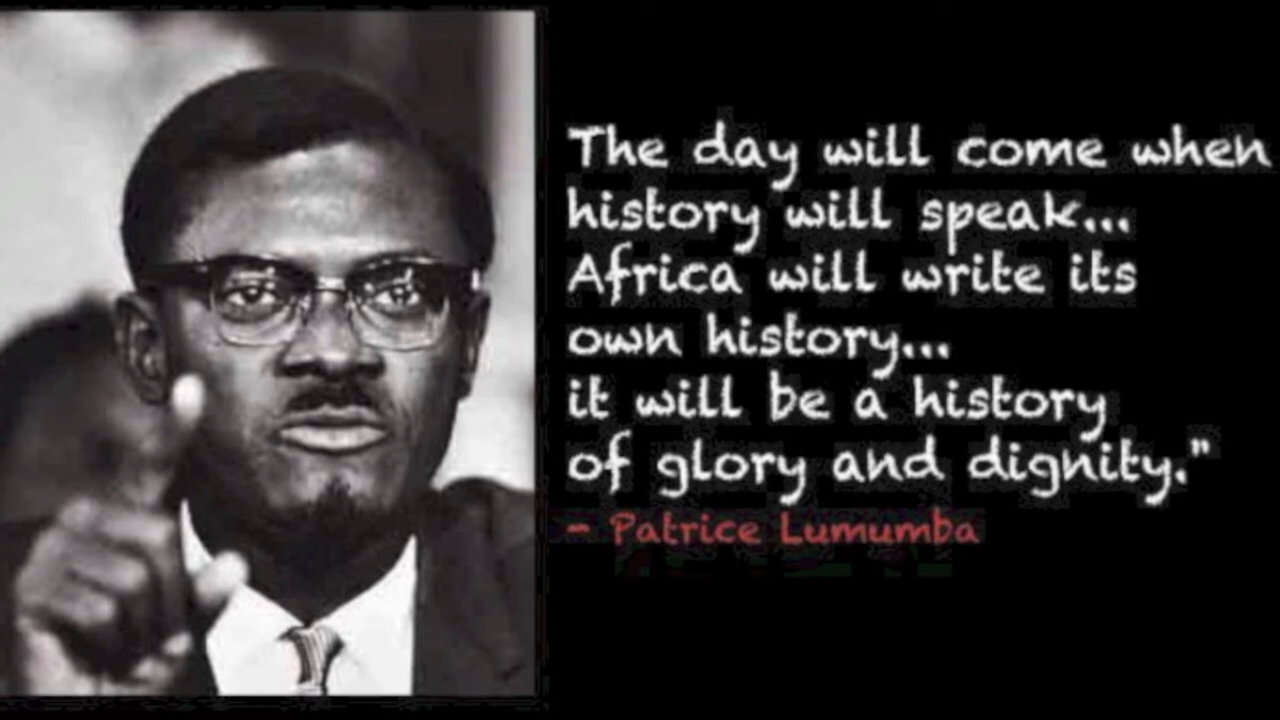 The day will come when
history will speak...
Africa will write its
own history...
it will be a history
of glory and dignity."
- Patrice Lumumba